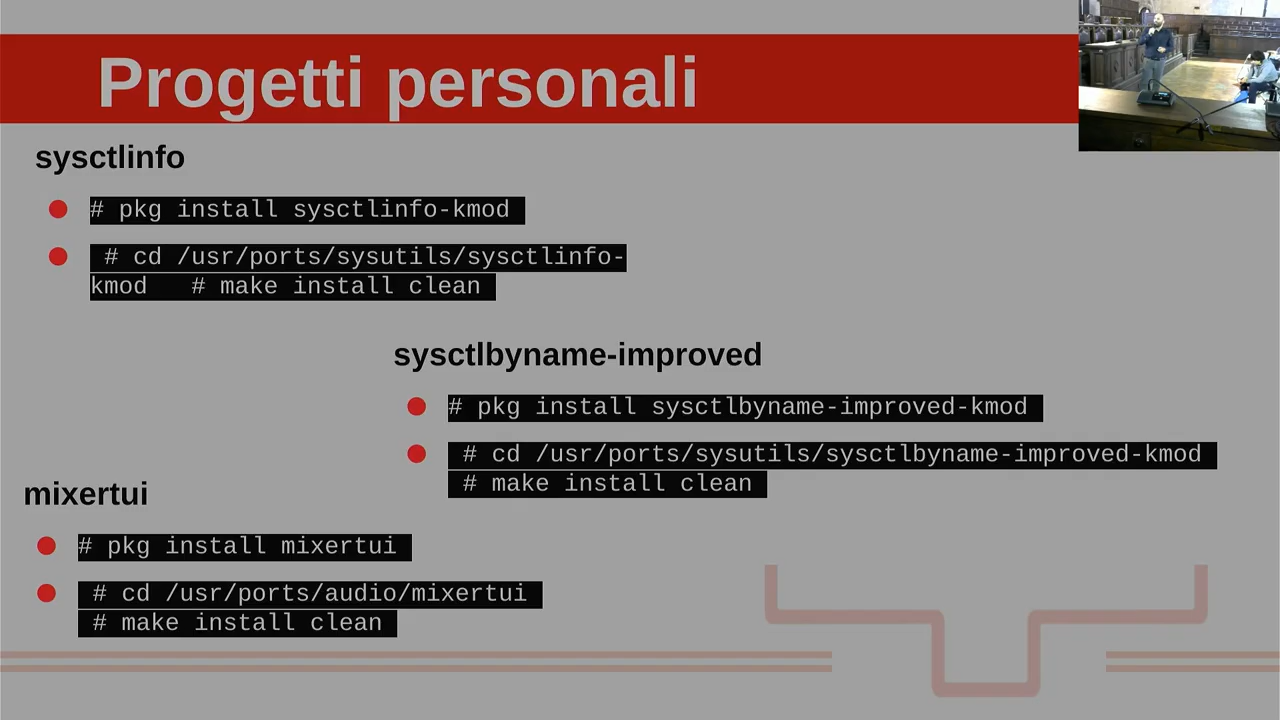 Progetti personali
sysctlinfo
# pkg install sysctlinfo-kmod
# cd /usr/ports/sysutils/sysctlinfo-
kmod   # make install clean
sysctlbyname-improved
# pkg install sysctlbyname-improved-kmod
# cd /usr/ports/sysutils/sysctlbyname-improved-kmod
# make install clean
mixertui
# pkg install mixertui
# cd /usr/ports/audio/mixertui
# make install clean